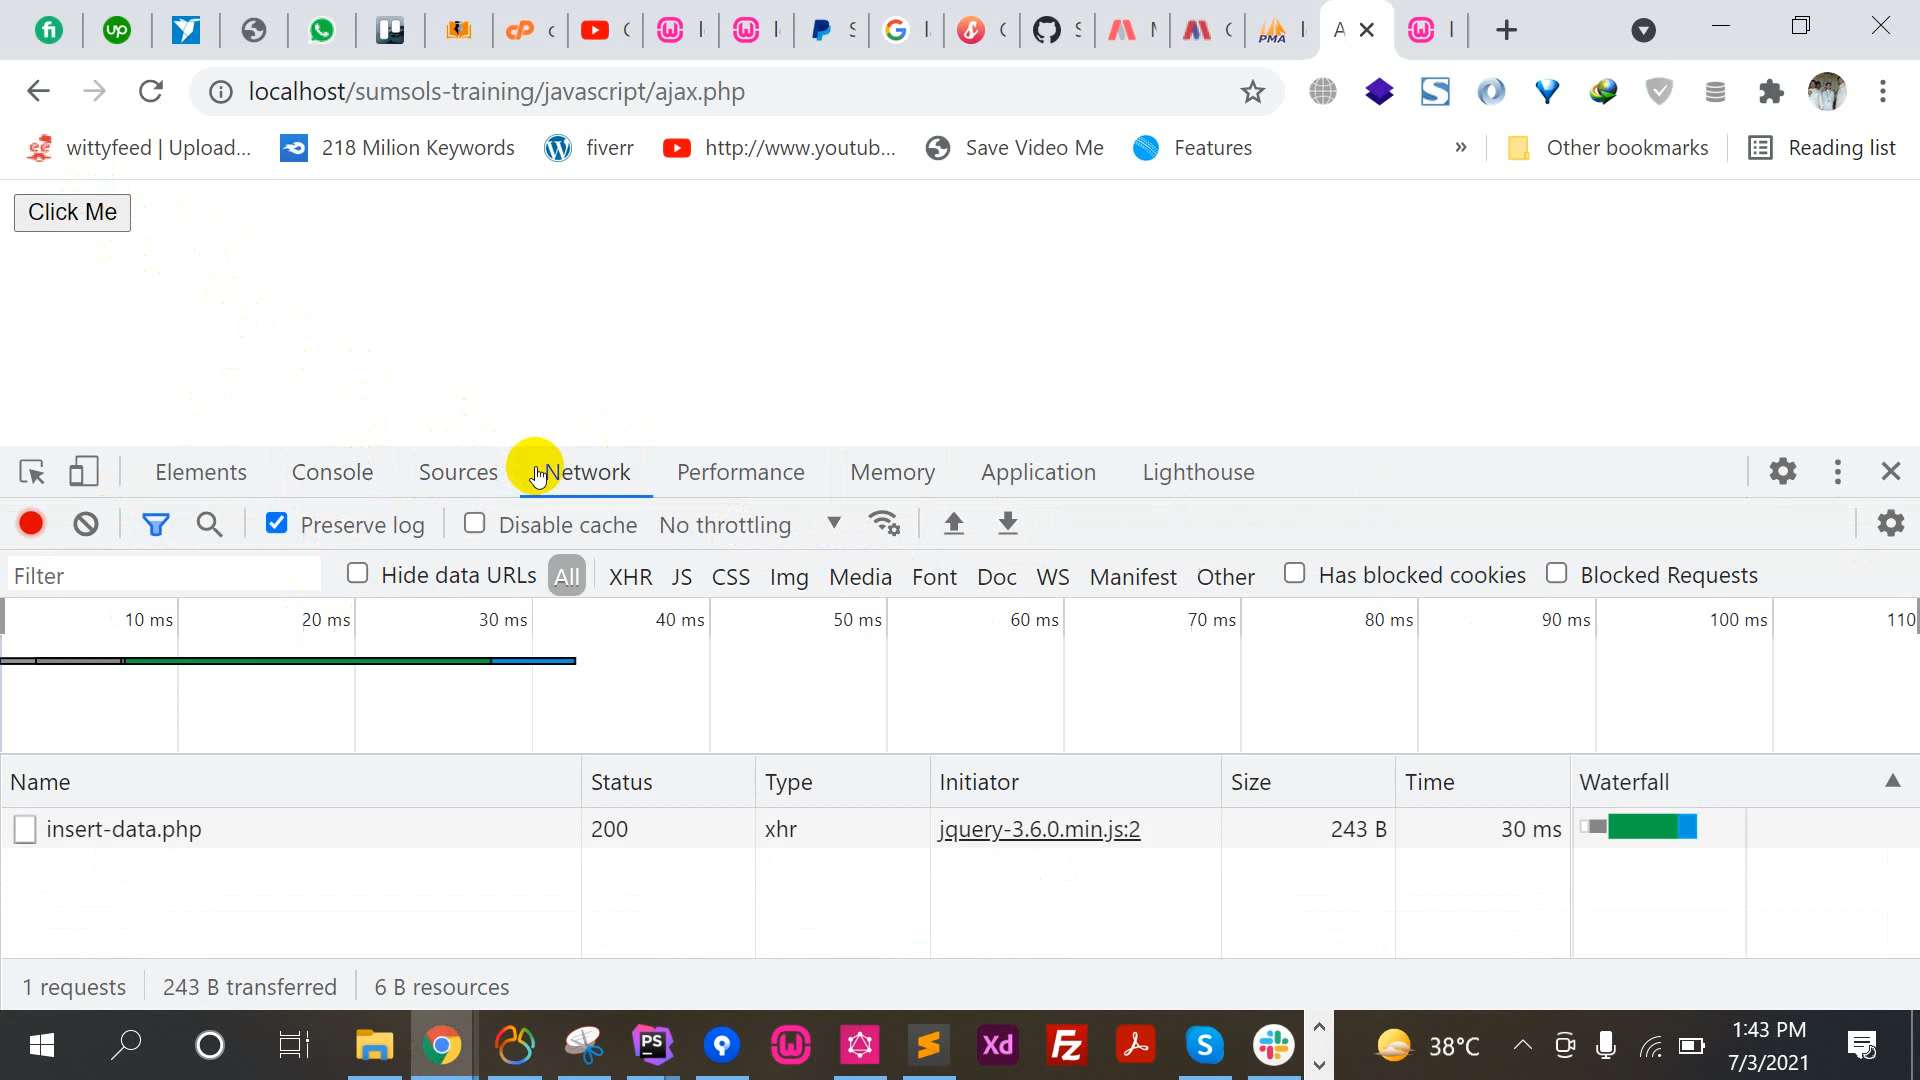 localhost/sumsols-training/javascript/ajax.php
wittyfeed | Upload... 218 Milion Keywords fiverr http://www.youtub... Save Video Me Features » Other bookmarks Reading list
Click Me
Elements Console Sources Network Performance Memory Application Lighthouse
Preserve log Disable cache No throttling
Filter Hide data URLs All XHR JS CSS Img Media Font Doc WS Manifest Other Has blocked cookies Blocked Requests
10 ms 20 ms 30 ms 40 ms 50 ms 60 ms 70 ms 80 ms 90 ms 100 ms 110
Name Status Type Initiator Size Time Waterfall
insert-data.php 200 xhr jquery-3.6.0.min.js:2 243 B 30 ms
1 requests 243 B transferred 6 B resources
38°C 1:43 PM
7/3/2021